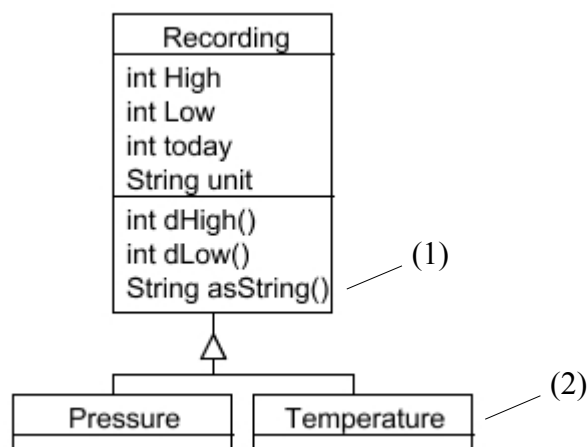 Recording
int High
int Low
int today
String unit
int dHigh()
int dLow()
(1)
String asString()
(2)
Pressure
Temperature